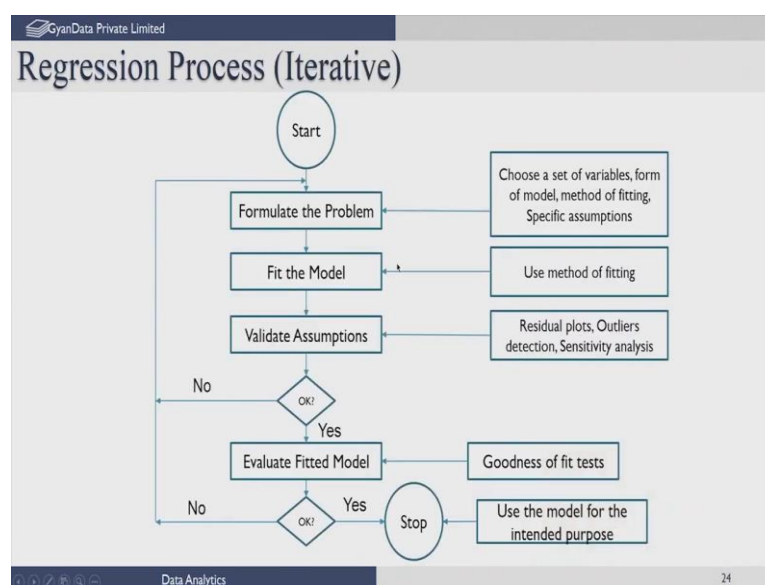 GyanData Private Limited
Regression Process (Iterative)
Start
Choose a set of variables, form
of model, method of fitting,
Specific assumptions
Formulate the Problem
Fit the Model
Use method of fitting
Validate Assumptions
Residual plots, Outliers
detection, Sensitivity analysis
No
OK?
Yes
Evaluate Fitted Model
Goodness of fit tests
No
OK?
Yes
Stop
Use the model for the
intended purpose
Data Analytics
24